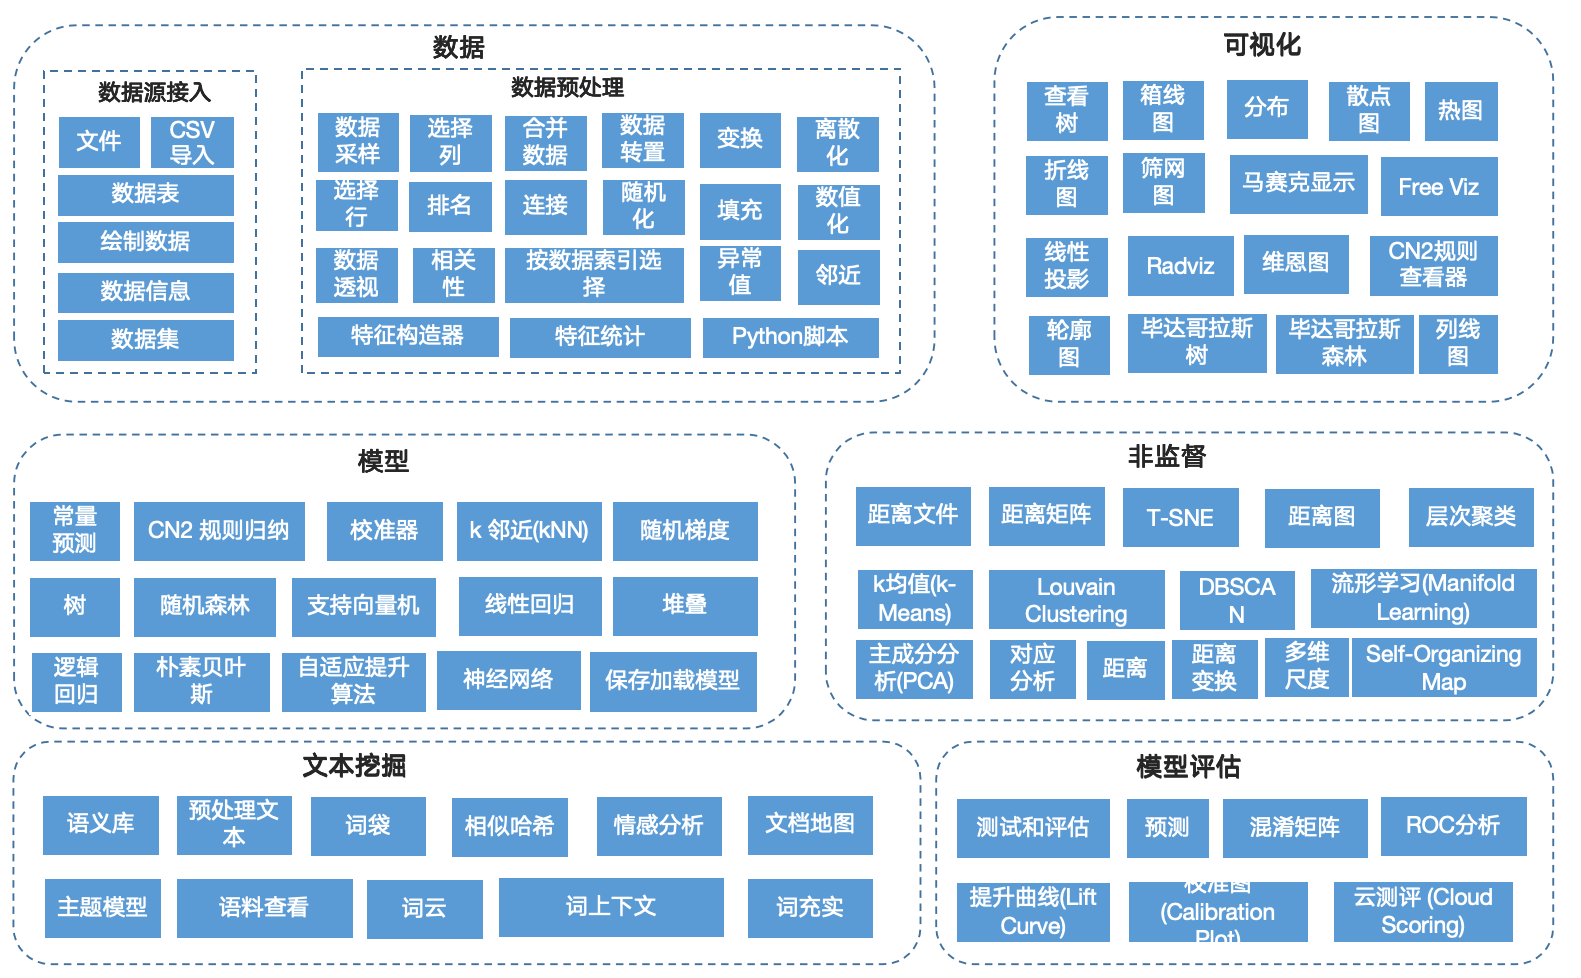 数据
数据源接入
文件
CSV
导入
数据表
绘制数据
数据信息
数据集
数据预处理
数据
采样
选择
列
合并
数据
数据
转置
变换
离散
化
选择
行
排名
连接
随机
化
填充
数值
化
数据
透视
相关
性
按数据索引选
择
异常
值
邻近
特征构造器
特征统计
Python脚本
可视化
查看
树
箱线
图
分布
散点
图
热图
折线
图
筛网
图
马赛克显示
Free Viz
线性
投影
Radviz
维恩图
CN2规则
查看器
轮廓
图
毕达哥拉斯
树
毕达哥拉斯
森林
列线
图
模型
常量
预测
CN2 规则归纳
校准器
k 邻近(kNN)
随机梯度
树
随机森林
支持向量机
线性回归
堆叠
逻辑
回归
朴素贝叶
斯
自适应提升
算法
神经网络
保存加载模型
非监督
距离文件
距离矩阵
T-SNE
距离图
层次聚类
k均值(k-
Means)
Louvain
Clustering
DBSCA
N
流形学习(Manifold
Learning)
主成分分
析(PCA)
对应
分析
距离
距离
变换
多维
尺度
Self-Organizing
Map
文本挖掘
语义库
预处理文
本
词袋
相似哈希
情感分析
文档地图
主题模型
语料查看
词云
词上下文
词充实
模型评估
测试和评估
预测
混淆矩阵
ROC分析
提升曲线(Lift
Curve)
校准图
(Calibration
Plot)
云测评 (Cloud
Scoring)